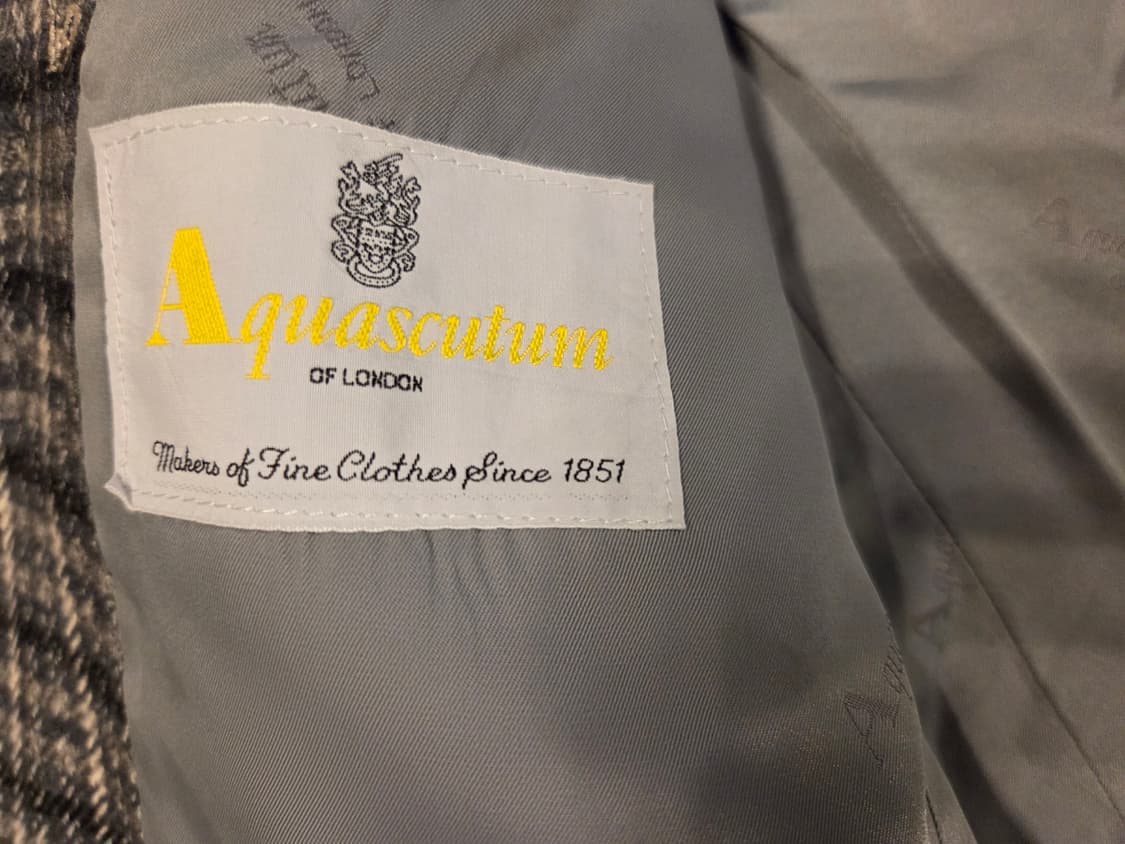 Aquascutum
OF LONDON
Makers of Fine Clothes Since 1851